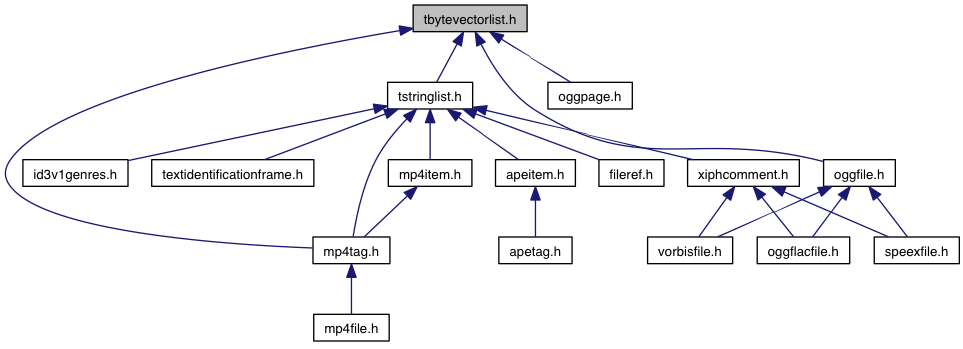 tbytevectorlist.h
tstringlist.h
oggpage.h
id3v1genres.h
textidentificationframe.h
mp4item.h
apeitem.h
fileref.h
xiphcomment.h
oggfile.h
mp4tag.h
apetag.h
vorbisfile.h
oggflacfile.h
speexfile.h
mp4file.h